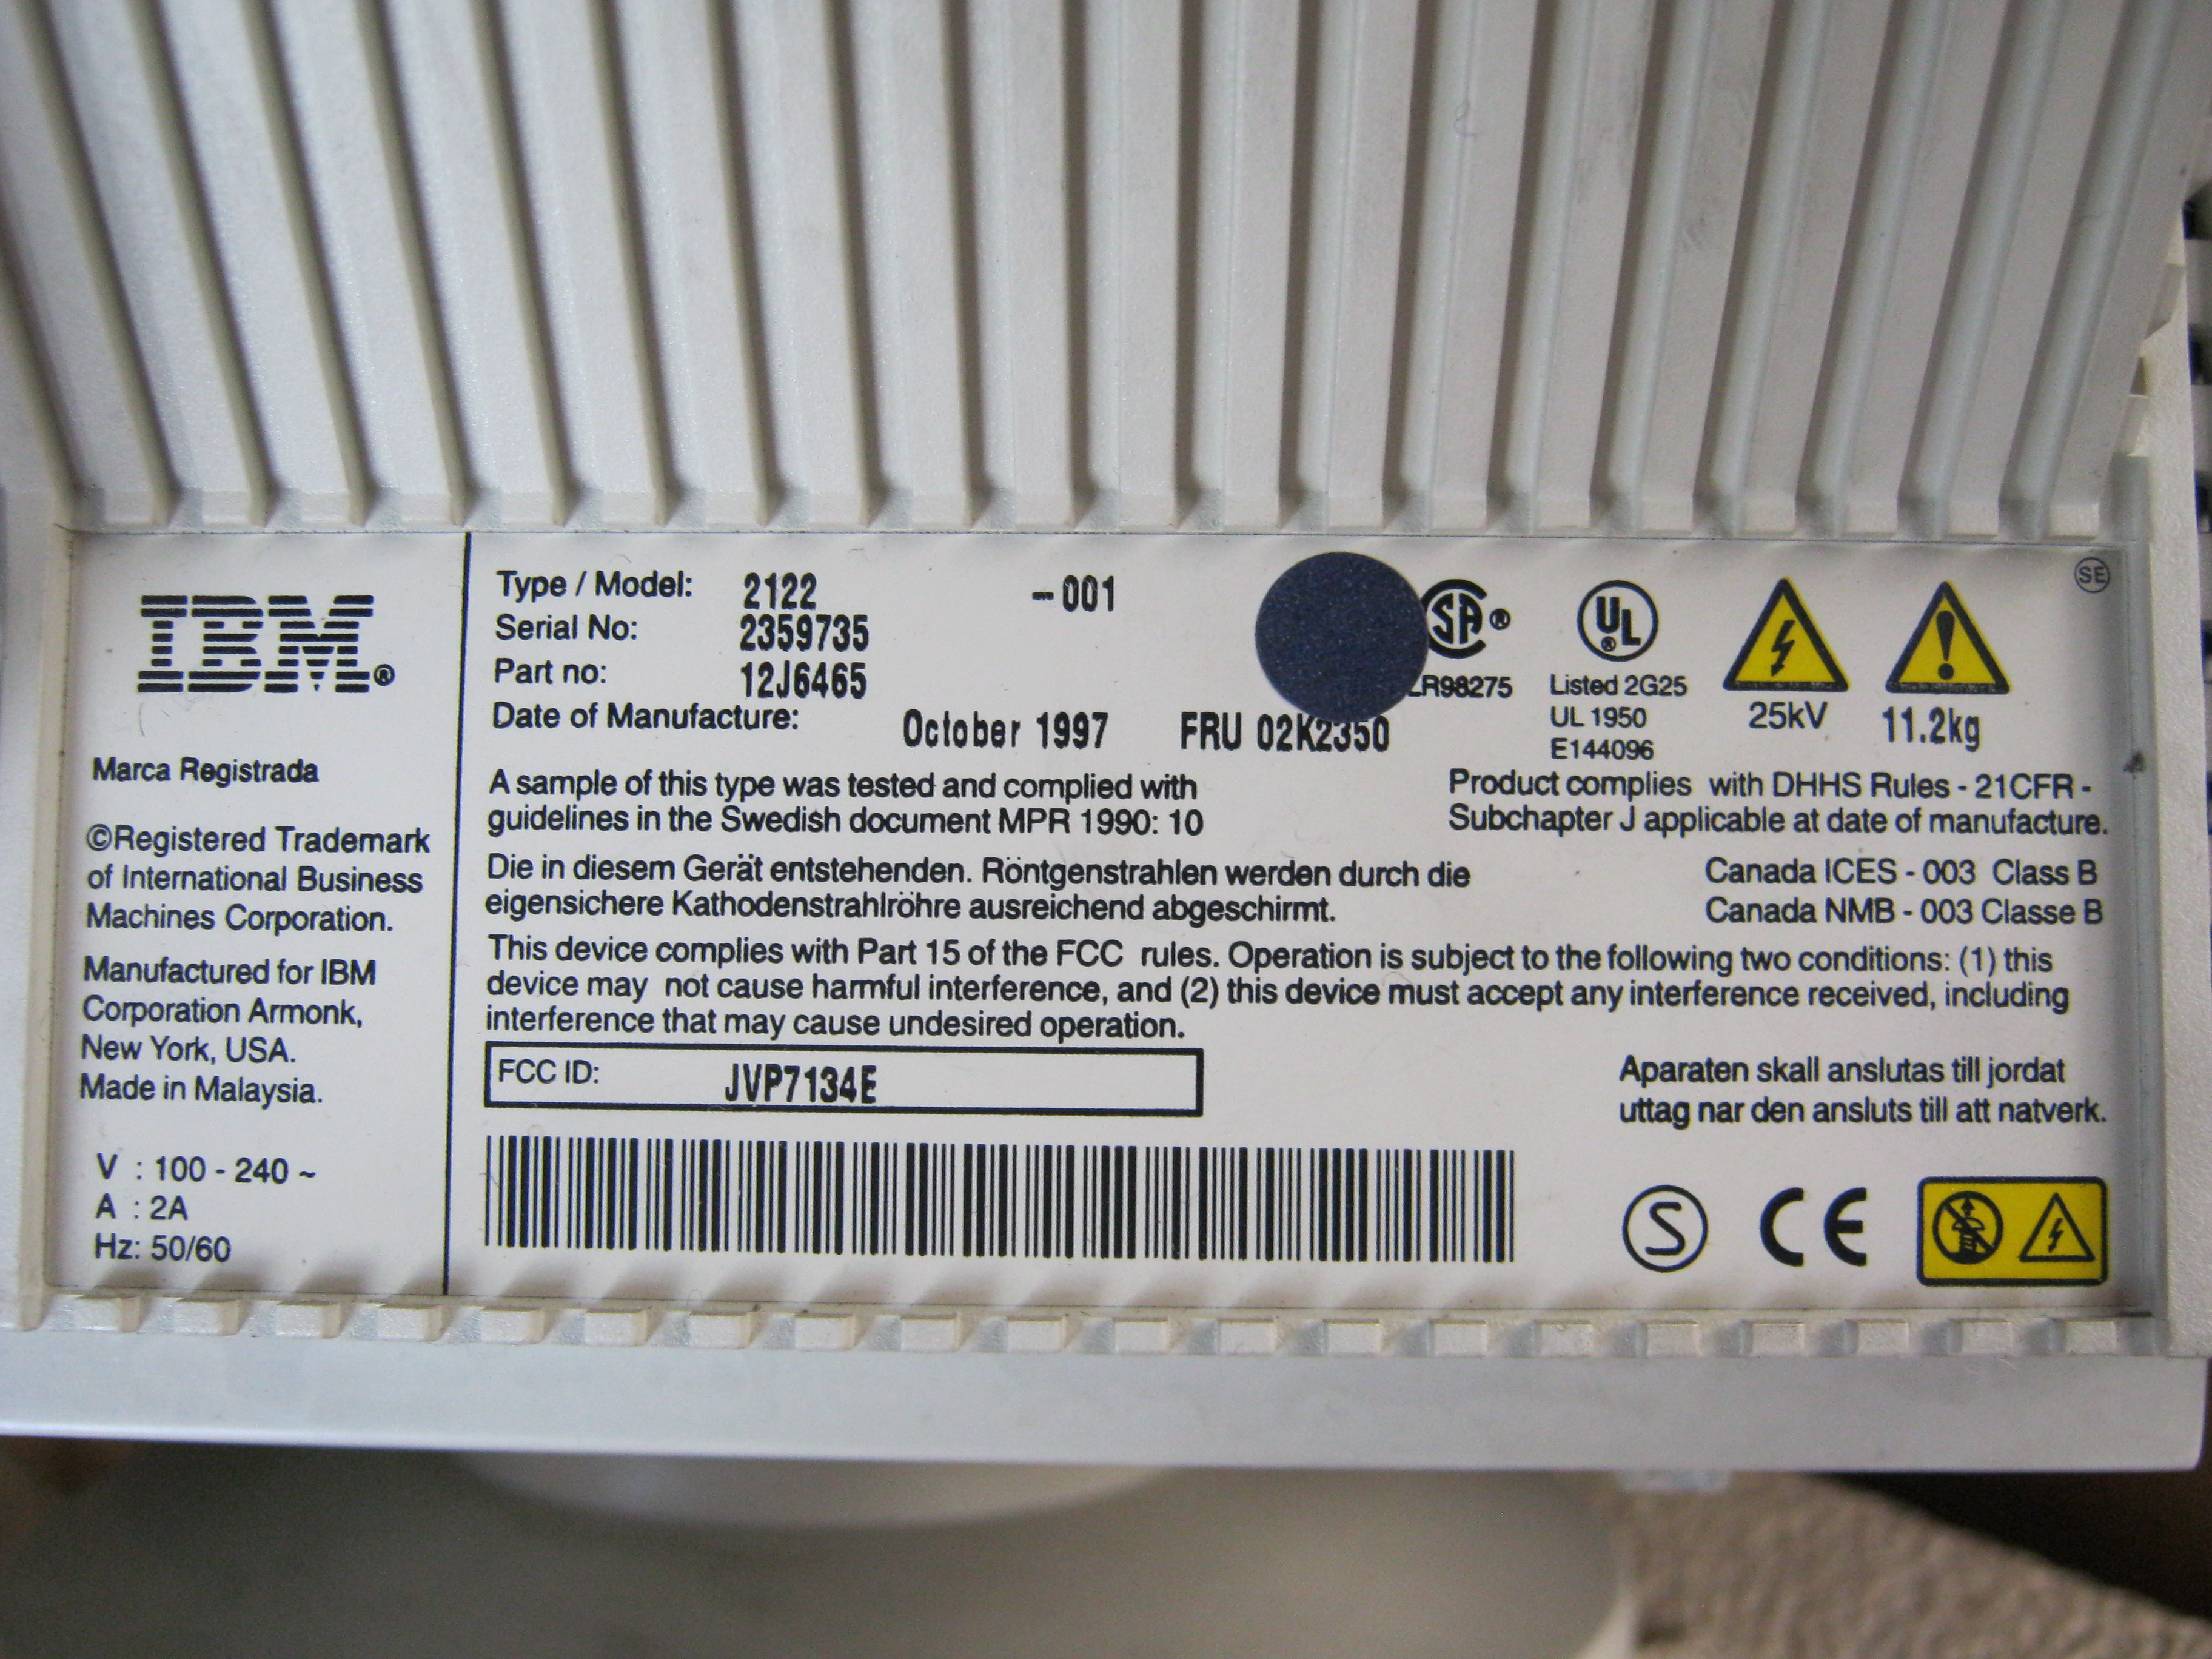 IBM®
Marca Registrada
©Registered Trademark
of International Business
Machines Corporation.
Manufactured for IBM
Corporation Armonk,
New York, USA.
Made in Malaysia.
V : 100 - 240 ~
A : 2A
Hz: 50/60
Type / Model: 2122 -001
Serial No: 2359735
Part no: 12J6465
Date of Manufacture: October 1997 FRU 02K2350
SA®
LR98275
UL®
Listed 2G25
UL 1950
E144096
25kV
11.2kg
SE
A sample of this type was tested and complied with
guidelines in the Swedish document MPR 1990: 10
Product complies with DHHS Rules - 21CFR -
Subchapter J applicable at date of manufacture.
Die in diesem Gerät entstehenden. Röntgenstrahlen werden durch die
eigensichere Kathodenstrahlröhre ausreichend abgeschirmt.
Canada ICES - 003 Class B
Canada NMB - 003 Classe B
This device complies with Part 15 of the FCC rules. Operation is subject to the following two conditions: (1) this
device may not cause harmful interference, and (2) this device must accept any interference received, including
interference that may cause undesired operation.
FCC ID: JVP7134E
Aparaten skall anslutas till jordat
uttag nar den ansluts till att natverk.
S
CE